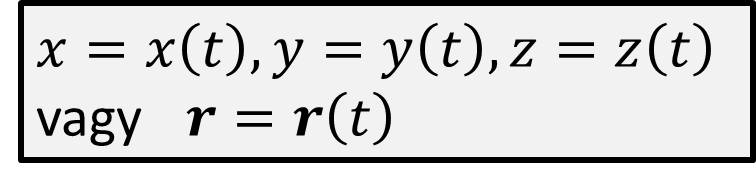 x = x(t), y = y(t), z = z(t)
vagy r = r(t)